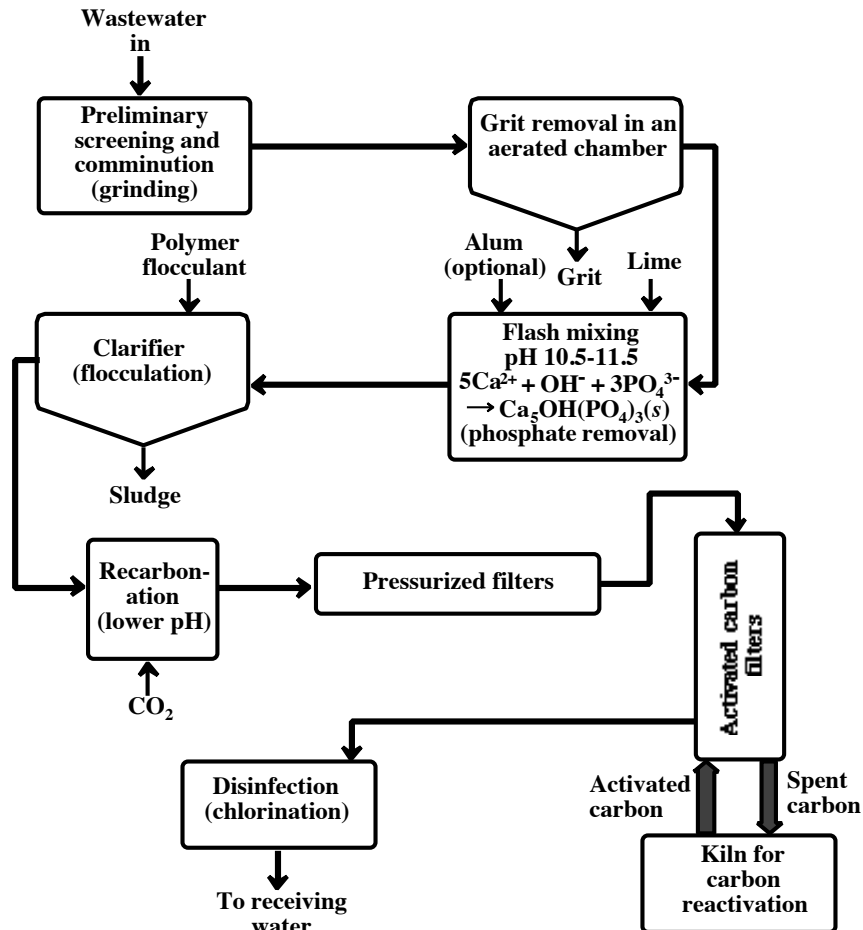 Wastewater
in
Preliminary
screening and
comminution
(grinding)
Grit removal in an
aerated chamber
Grit
Polymer
flocculant
Alum
(optional)
Lime
Clarifier
(flocculation)
Sludge
Flash mixing
pH 10.5-11.5
5Ca²⁺ + OH⁻ + 3PO₄³⁻
→ Ca₅OH(PO₄)₃(s)
(phosphate removal)
Recarbon-
ation
(lower pH)
CO₂
Pressurized filters
Activated carbon
filters
Disinfection
(chlorination)
To receiving
water
Activated
carbon
Spent
carbon
Kiln for
carbon
reactivation